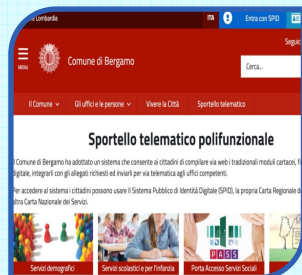 Lombardia ITA Entra con SPID
Seguic
MENU
Comune di Bergamo
Cerca...
Il Comune Gli uffici e le persone Vivere la Città Sportello telematico
Sportello telematico polifunzionale
l Comune di Bergamo ha adottato un sistema che consente ai cittadini di compilare via web i tradizionali moduli cartacei, fi
digitale, integrarli con gli allegati richiesti ed inviarli per via telematica agli uffici competenti.
Per accedere al sistema i cittadini possono usare Il Sistema Pubblico di Identità Digitale (SPID), la propria Carta Regionale d
altra Carta Nazionale dei Servizi.
PASS
Servizi demografici Servizi scolastici e per l'infanzia Porta Accesso Servizi Sociali